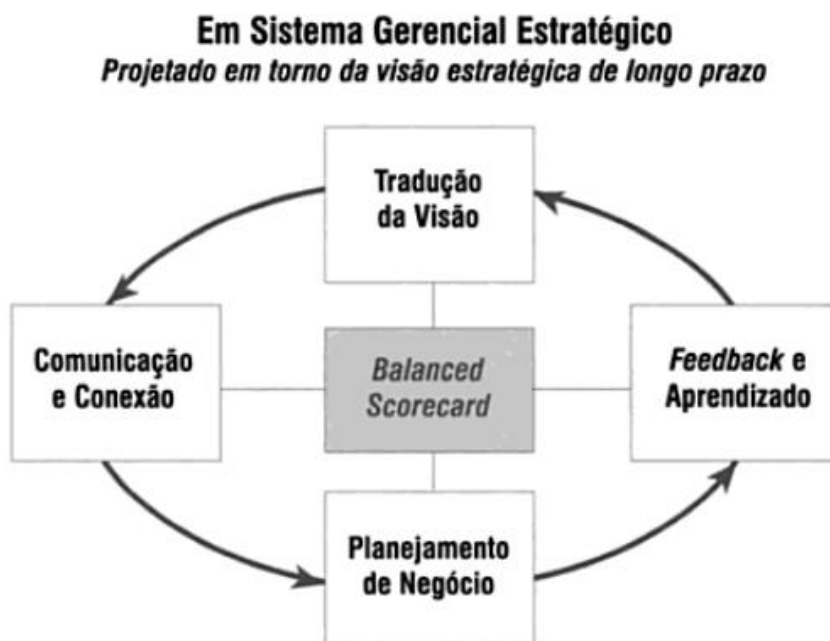 Em Sistema Gerencial Estratégico
Projetado em torno da visão estratégica de longo prazo
Tradução
da Visão
Comunicação
e Conexão
Balanced
Scorecard
Feedback e
Aprendizado
Planejamento
de Negócio